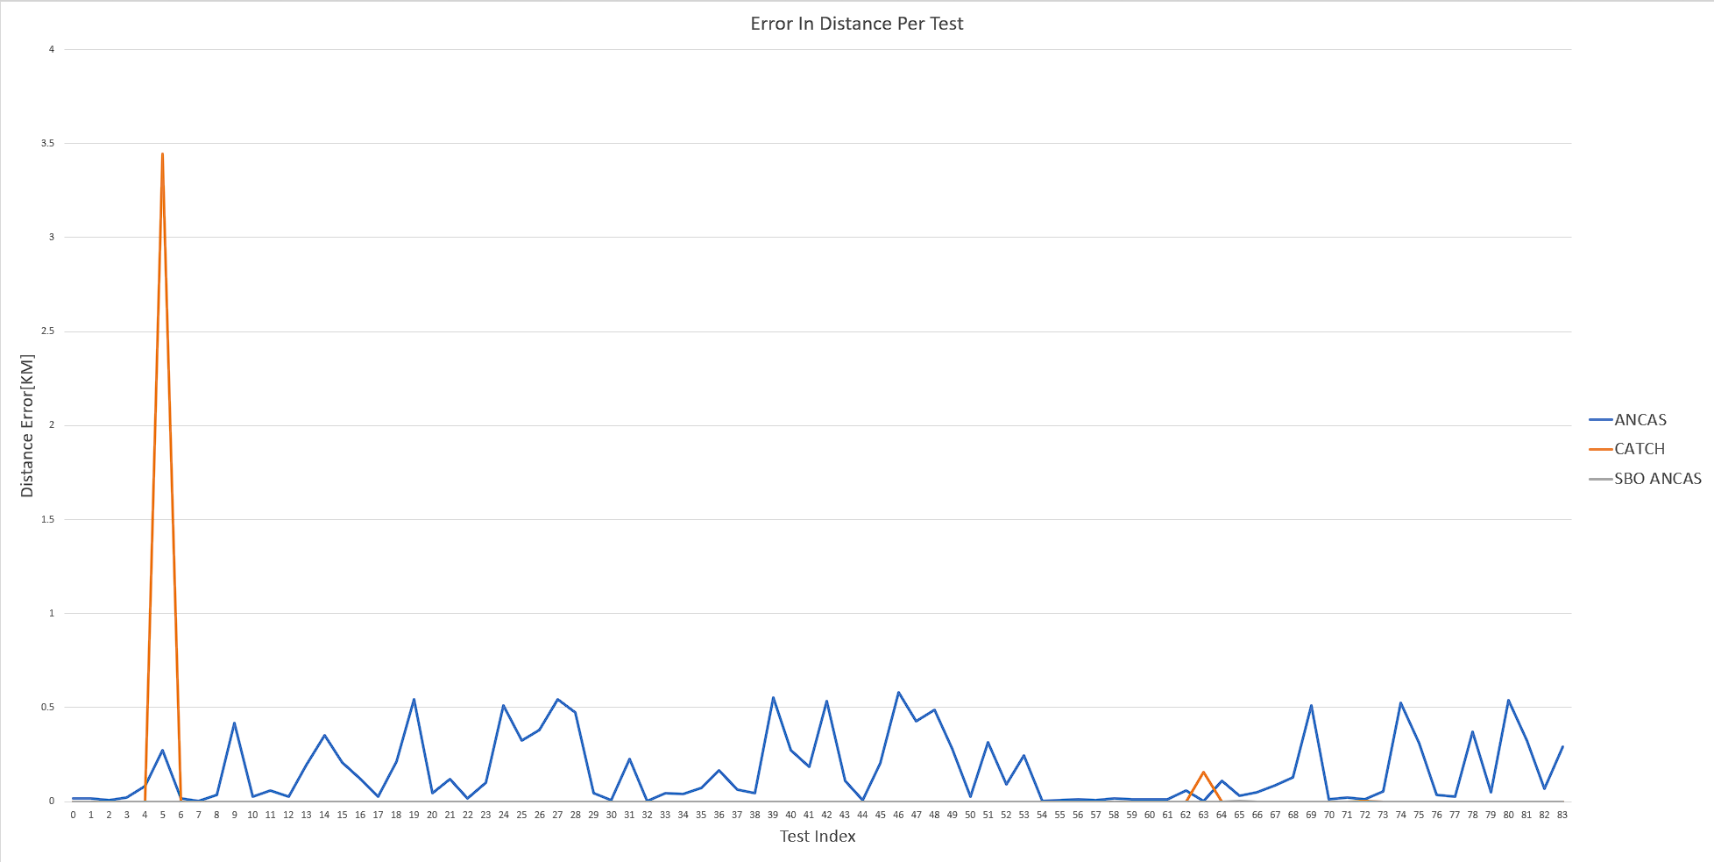 Error In Distance Per Test
4
3.5
3
2.5
2
1.5
1
0.5
0
Distance Error[KM]
0 1 2 3 4 5 6 7 8 9 10 11 12 13 14 15 16 17 18 19 20 21 22 23 24 25 26 27 28 29 30 31 32 33 34 35 36 37 38 39 40 41 42 43 44 45 46 47 48 49 50 51 52 53 54 55 56 57 58 59 60 61 62 63 64 65 66 67 68 69 70 71 72 73 74 75 76 77 78 79 80 81 82 83
Test Index
ANCAS
CATCH
SBO ANCAS